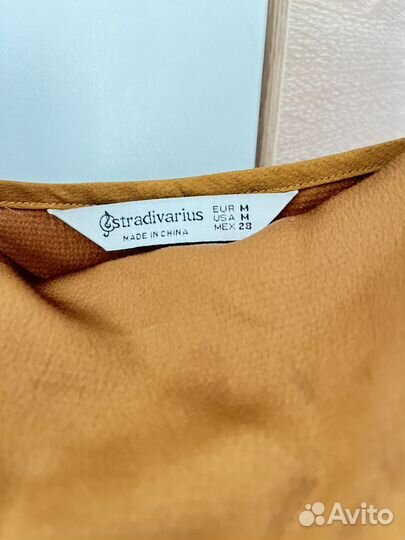 stradivarius
MADE IN CHINA
EUR M
USA M
MEX 28
Avito